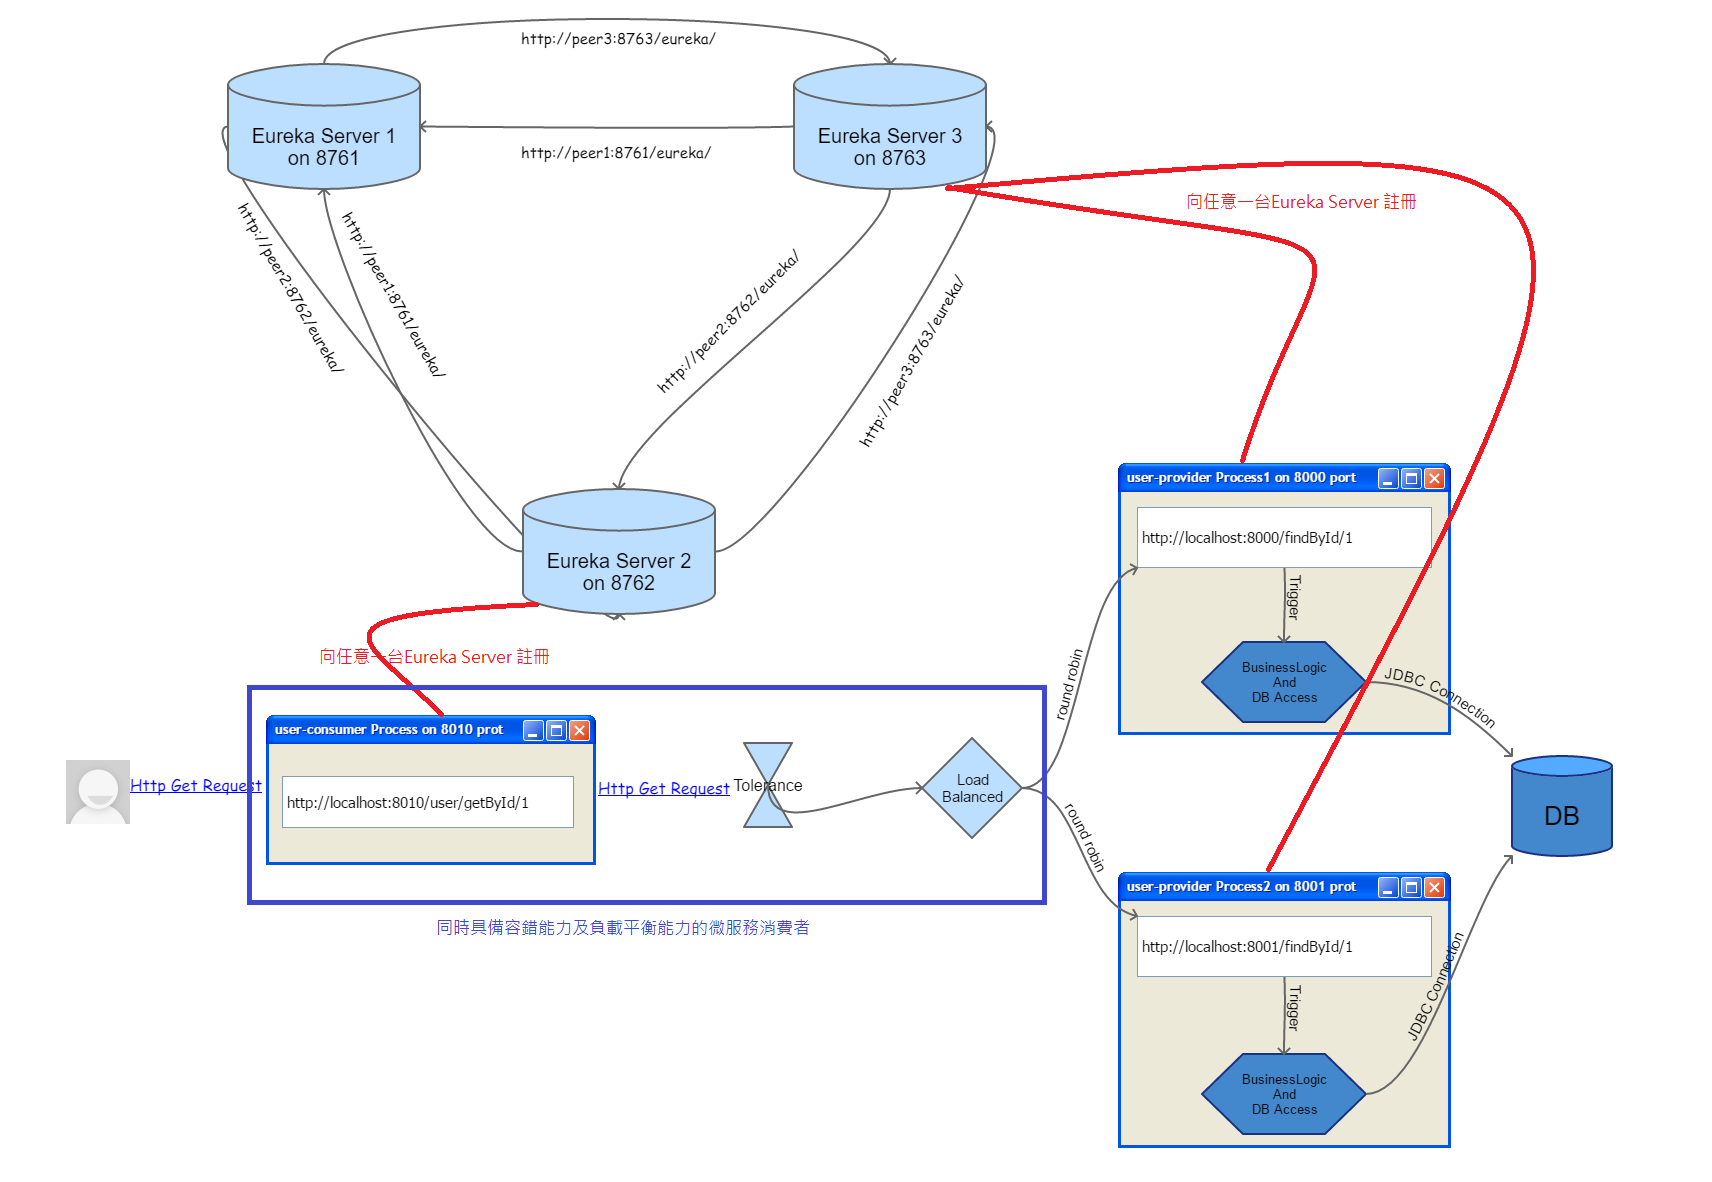 http://peer3:8763/eureka/
Eureka Server 1
on 8761
Eureka Server 3
on 8763
http://peer1:8761/eureka/
向任意一台Eureka Server 註冊
http://peer2:8762/eureka/
http://peer1:8761/eureka/
http://peer2:8762/eureka/
http://peer3:8763/eureka/
user-provider Process1 on 8000 port
http://localhost:8000/findById/1
Trigger
Eureka Server 2
on 8762
向任意一台Eureka Server 註冊
round robin
BusinessLogic
And
DB Access
JDBC Connection
user-consumer Process on 8010 prot
Http Get Request
http://localhost:8010/user/getById/1
Http Get Request
Tolerance
Load
Balanced
DB
round robin
user-provider Process2 on 8001 prot
同時具備容錯能力及負載平衡能力的微服務消費者
http://localhost:8001/findById/1
Trigger
JDBC Connection
BusinessLogic
And
DB Access